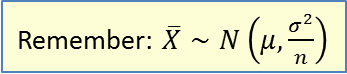 Remember: X̄ ~ N (μ, σ²/n)